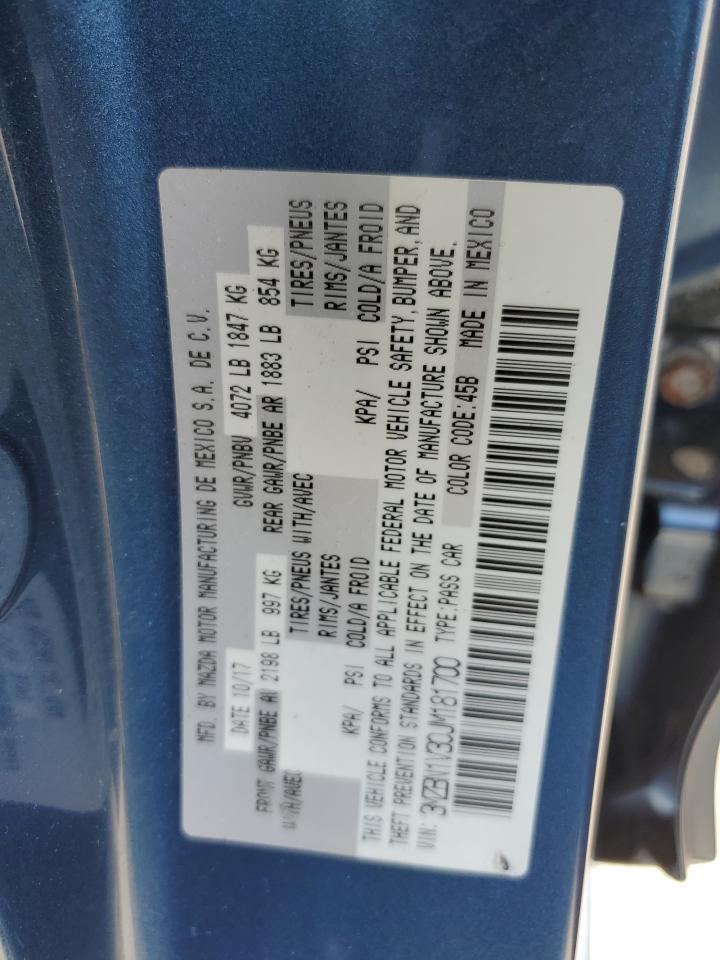 MFD. BY MAZDA MOTOR MANUFACTURING DE MEXICO S.A. DE C.V.
DATE 10/17 GVWR/PNBV 4072 LB 1847 KG
FRONT GAWR/PNBE AV 2198 LB 997 KG REAR GAWR/PNBE AR 1883 LB 854 KG
WITH/AVEC TIRES/PNEUS WITH/AVEC TIRES/PNEUS
RIMS/JANTES RIMS/JANTES
KPA/ PSI COLD/A FROID KPA/ PSI COLD/A FROID
THIS VEHICLE CONFORMS TO ALL APPLICABLE FEDERAL MOTOR VEHICLE SAFETY, BUMPER, AND
THEFT PREVENTION STANDARDS IN EFFECT ON THE DATE OF MANUFACTURE SHOWN ABOVE.
VIN: 3MZBN1V30JM181700 TYPE:PASS CAR COLOR CODE:45B MADE IN MEXICO